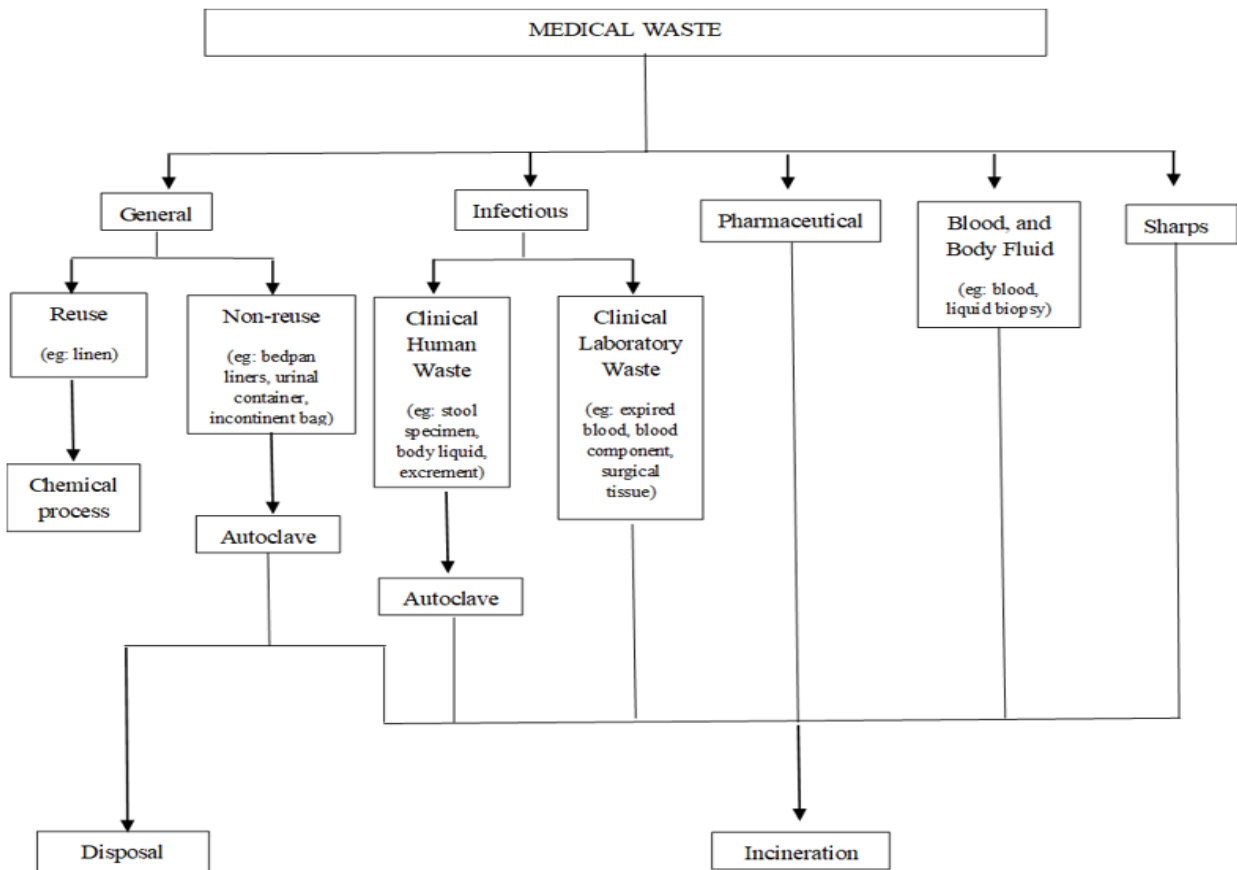 MEDICAL WASTE
General
Infectious
Pharmaceutical
Blood, and
Body Fluid
(eg: blood,
liquid biopsy)
Sharps
Reuse
(eg: linen)
Non-reuse
(eg: bedpan
liners, urinal
container,
incontinent bag)
Clinical
Human
Waste
(eg: stool
specimen,
body liquid,
excrement)
Clinical
Laboratory
Waste
(eg: expired
blood, blood
component,
surgical
tissue)
Chemical
process
Autoclave
Autoclave
Disposal
Incineration